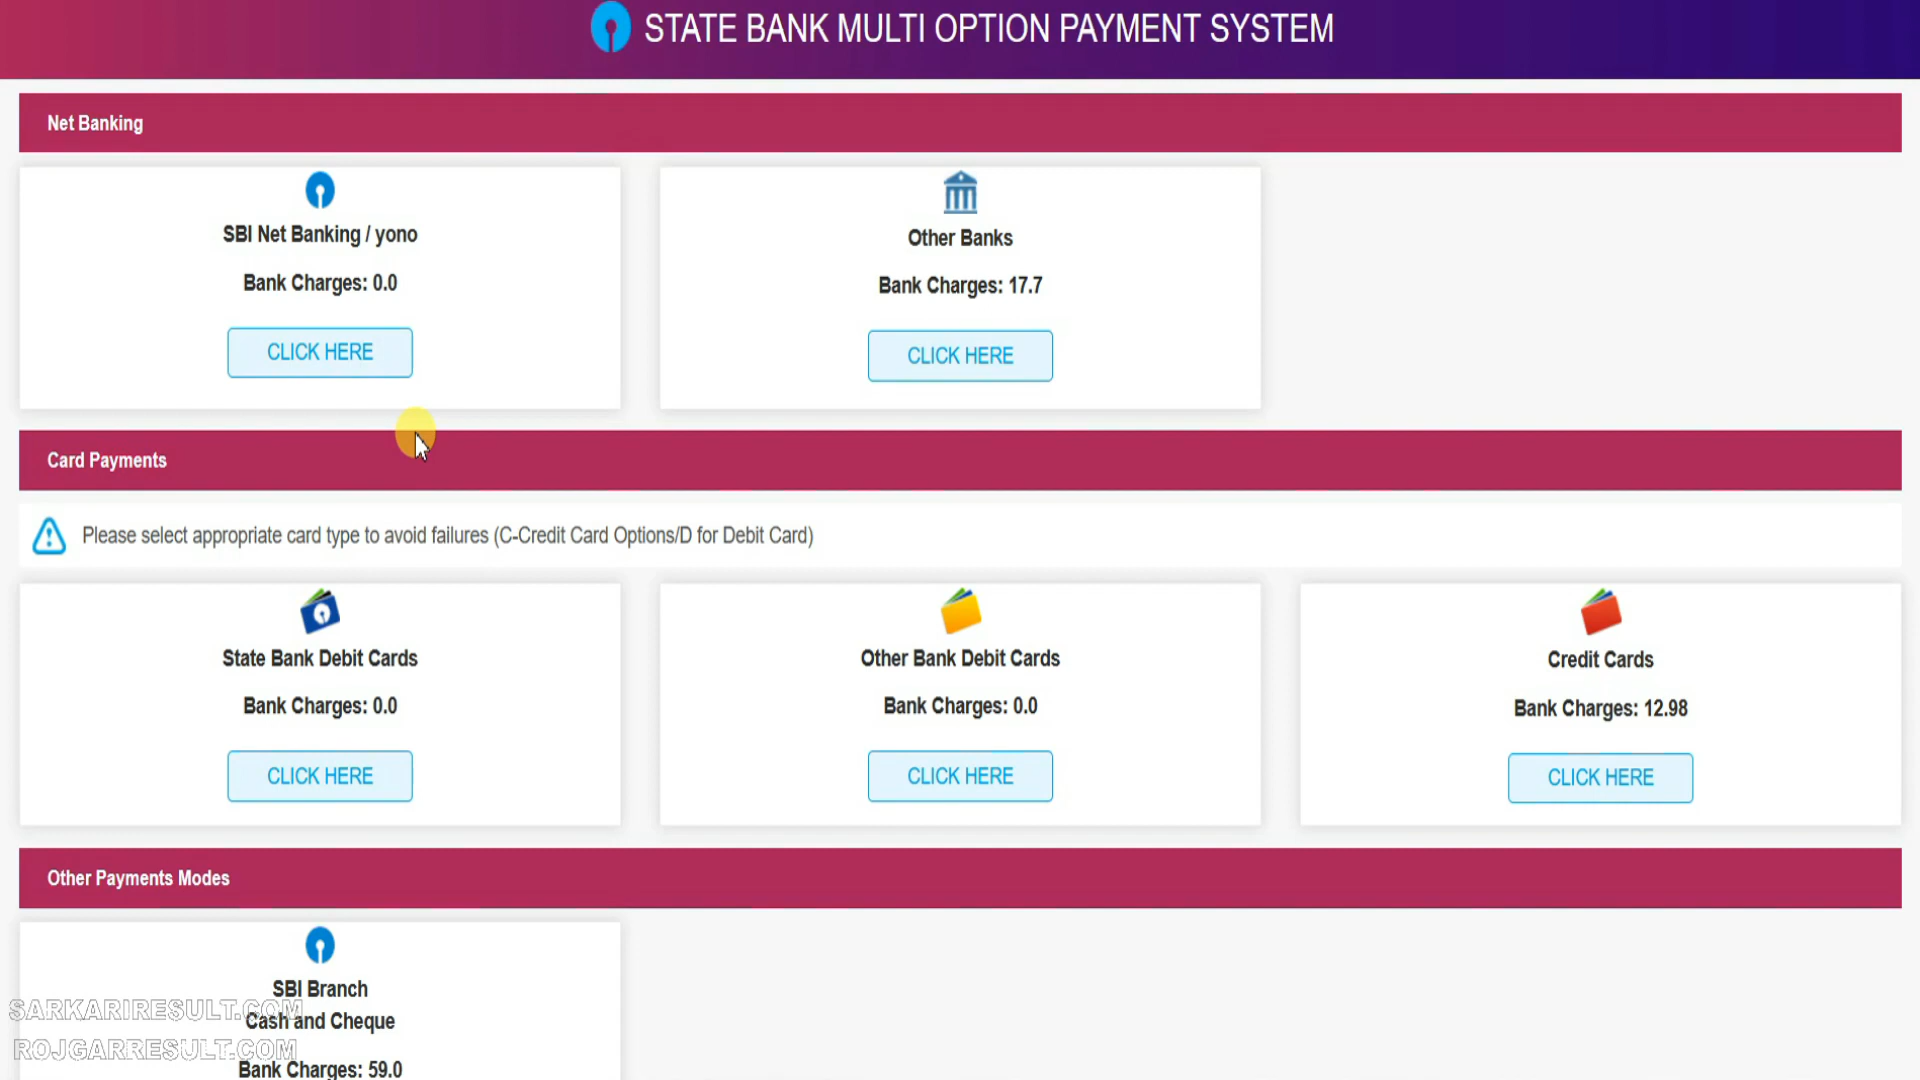 STATE BANK MULTI OPTION PAYMENT SYSTEM
Net Banking
SBI Net Banking / yono
Bank Charges: 0.0
CLICK HERE
Other Banks
Bank Charges: 17.7
CLICK HERE
Card Payments
Please select appropriate card type to avoid failures (C-Credit Card Options/D for Debit Card)
State Bank Debit Cards
Bank Charges: 0.0
CLICK HERE
Other Bank Debit Cards
Bank Charges: 0.0
CLICK HERE
Credit Cards
Bank Charges: 12.98
CLICK HERE
Other Payments Modes
SBI Branch
Cash and Cheque
Bank Charges: 59.0
SARKARIRESULT.COM
ROJGARRESULT.COM